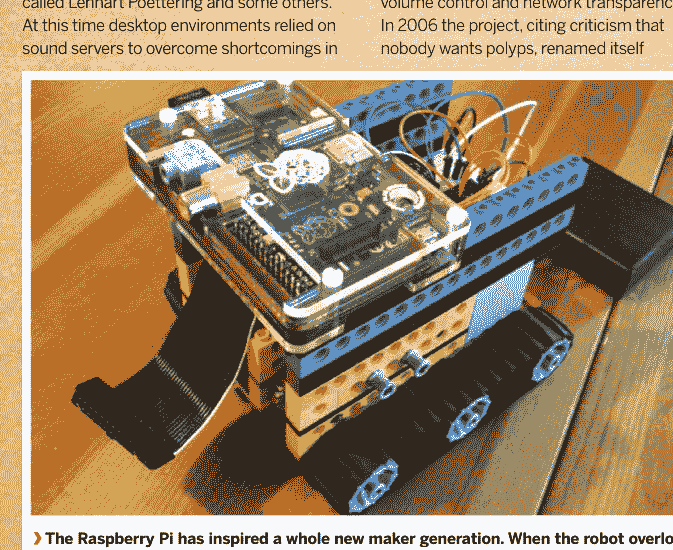 called Lennart Poettering and some others.
At this time desktop environments relied on
sound servers to overcome shortcomings in
volume control and network transparenc
In 2006 the project, citing criticism that
nobody wants polyps, renamed itself
❯ The Raspberry Pi has inspired a whole new maker generation. When the robot overlo